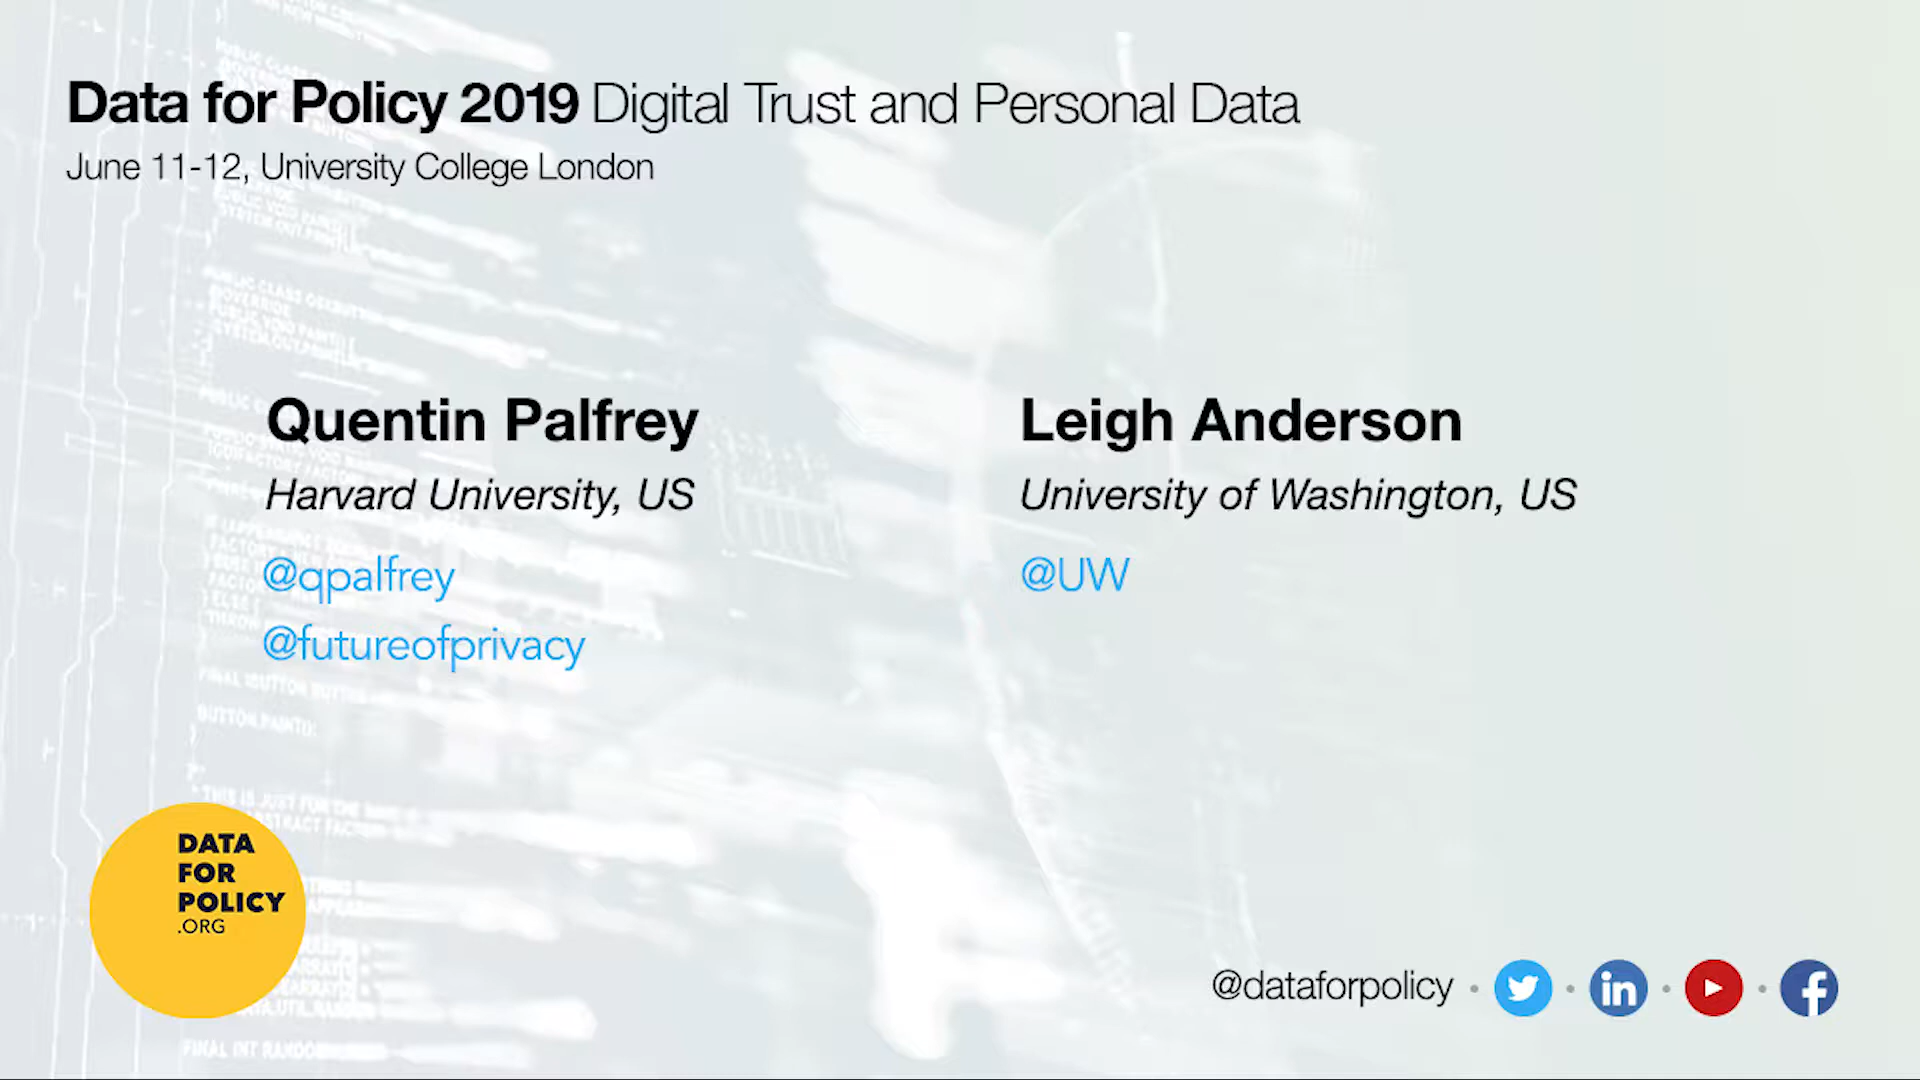 Data for Policy 2019 Digital Trust and Personal Data
June 11-12, University College London
Quentin Palfrey
Harvard University, US
@qpalfrey
@futureofprivacy
Leigh Anderson
University of Washington, US
@UW
DATA
FOR
POLICY
.ORG
@dataforpolicy